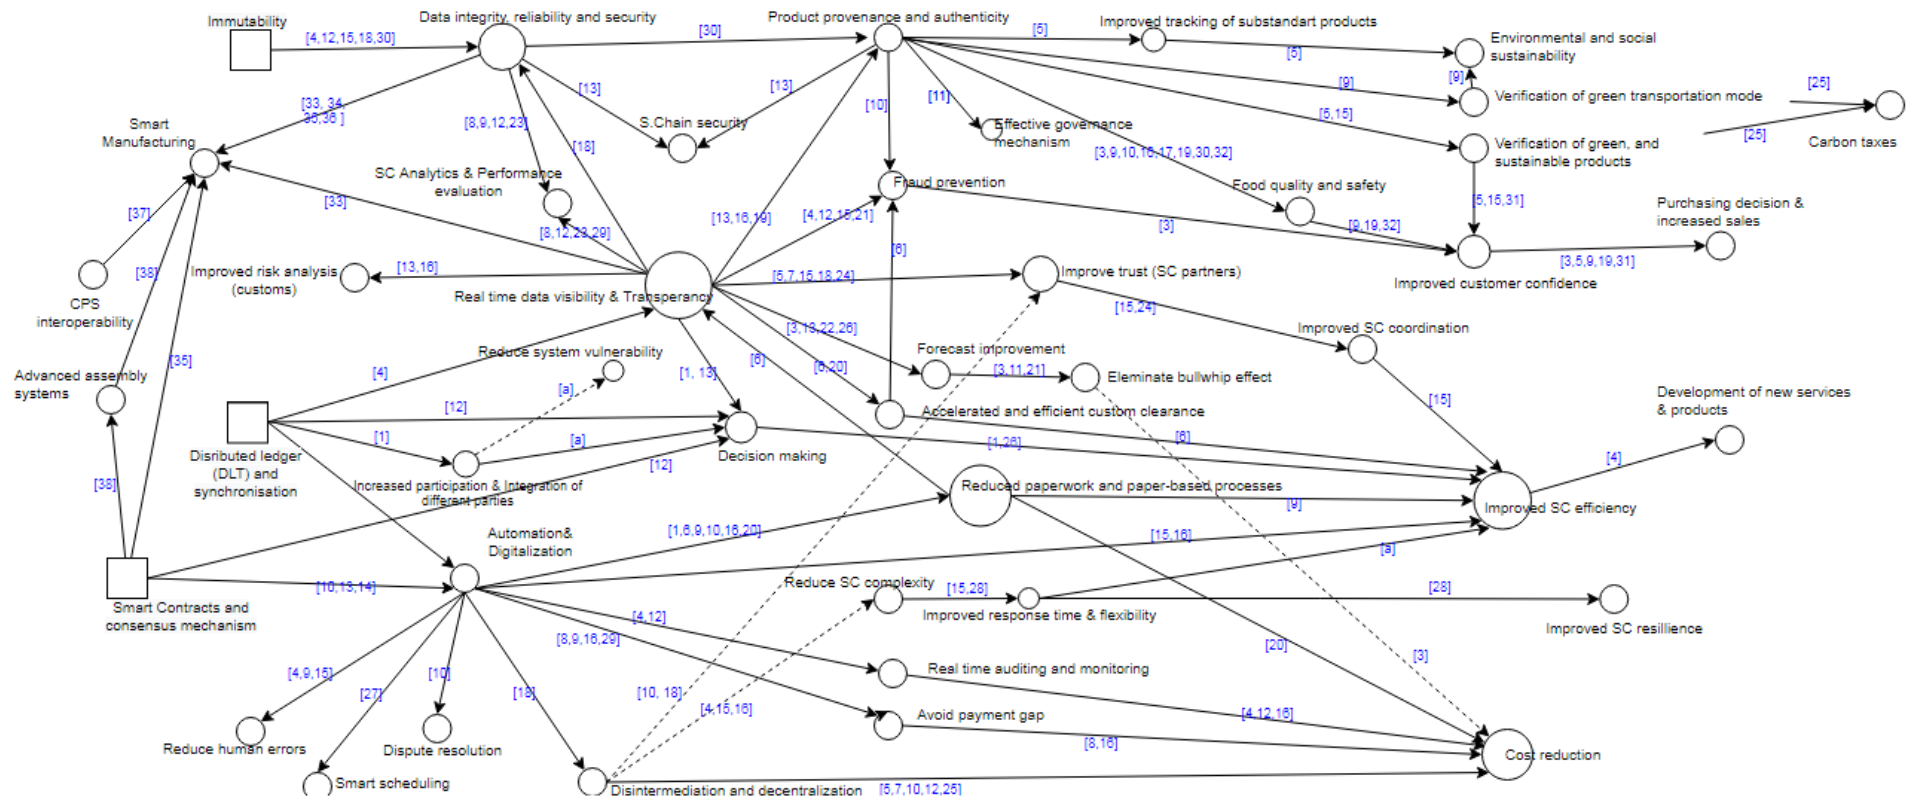 Immutability
Data integrity, reliability and security
Product provenance and authenticity
Improved tracking of substandart products
[4,12,15,18,30]
[30]
[5]
[5]
Environmental and social
sustainability
[9]
[9]
[25]
Verification of green transportation mode
[33, 34,
35,36 ]
[13]
[13]
[10]
[11]
[5,15]
[25]
Carbon taxes
Smart
Manufacturing
[8,9,12,23]
[18]
S.Chain security
Effective governance
mechanism
Verification of green, and
sustainable products
[3,9,10,16,17,19,30,32]
SC Analytics & Performance
evaluation
Fraud prevention
Food quality and safety
[33]
[37]
[8,12,23,29]
[13,16,19]
[4,12,15,21]
[6]
[3]
[9,19,32]
[5,15,31]
Purchasing decision &
increased sales
[3,5,9,19,31]
Improved customer confidence
[38]
Improved risk analysis
(customs)
[13,16]
Real time data visibility & Transperancy
[5,7,15,18,24]
Improve trust (SC partners)
[15,24]
CPS
interoperability
[3,13,22,26]
Improved SC coordination
[35]
Reduce system vulnerability
[6]
[6,20]
Forecast improvement
[3,11,21]
Eleminate bullwhip effect
Advanced assembly
systems
[4]
[a]
[1, 13]
[12]
[1]
[a]
Accelerated and efficient custom clearance
[15]
Development of new services
& products
[1,26]
[6]
[4]
Disributed ledger
(DLT) and
synchronisation
Decision making
[12]
[38]
Increased participation & Integration of
different parties
Reduced paperwork and paper-based processes
[9]
Improved SC efficiency
Automation&
Digitalization
[1,6,9,10,16,20]
[15,16]
[a]
[10,13,14]
Smart Contracts and
consensus mechanism
Reduce SC complexity
[15,28]
Improved response time & flexibility
[28]
Improved SC resillience
[4,12]
[8,9,16,29]
[20]
[3]
[4,9,15]
[27]
[10]
[18]
[10, 18]
[4,15,16]
Real time auditing and monitoring
[4,12,16]
Avoid payment gap
[8,16]
Reduce human errors
Dispute resolution
Cost reduction
Smart scheduling
Disintermediation and decentralization
[5,7,10,12,25]